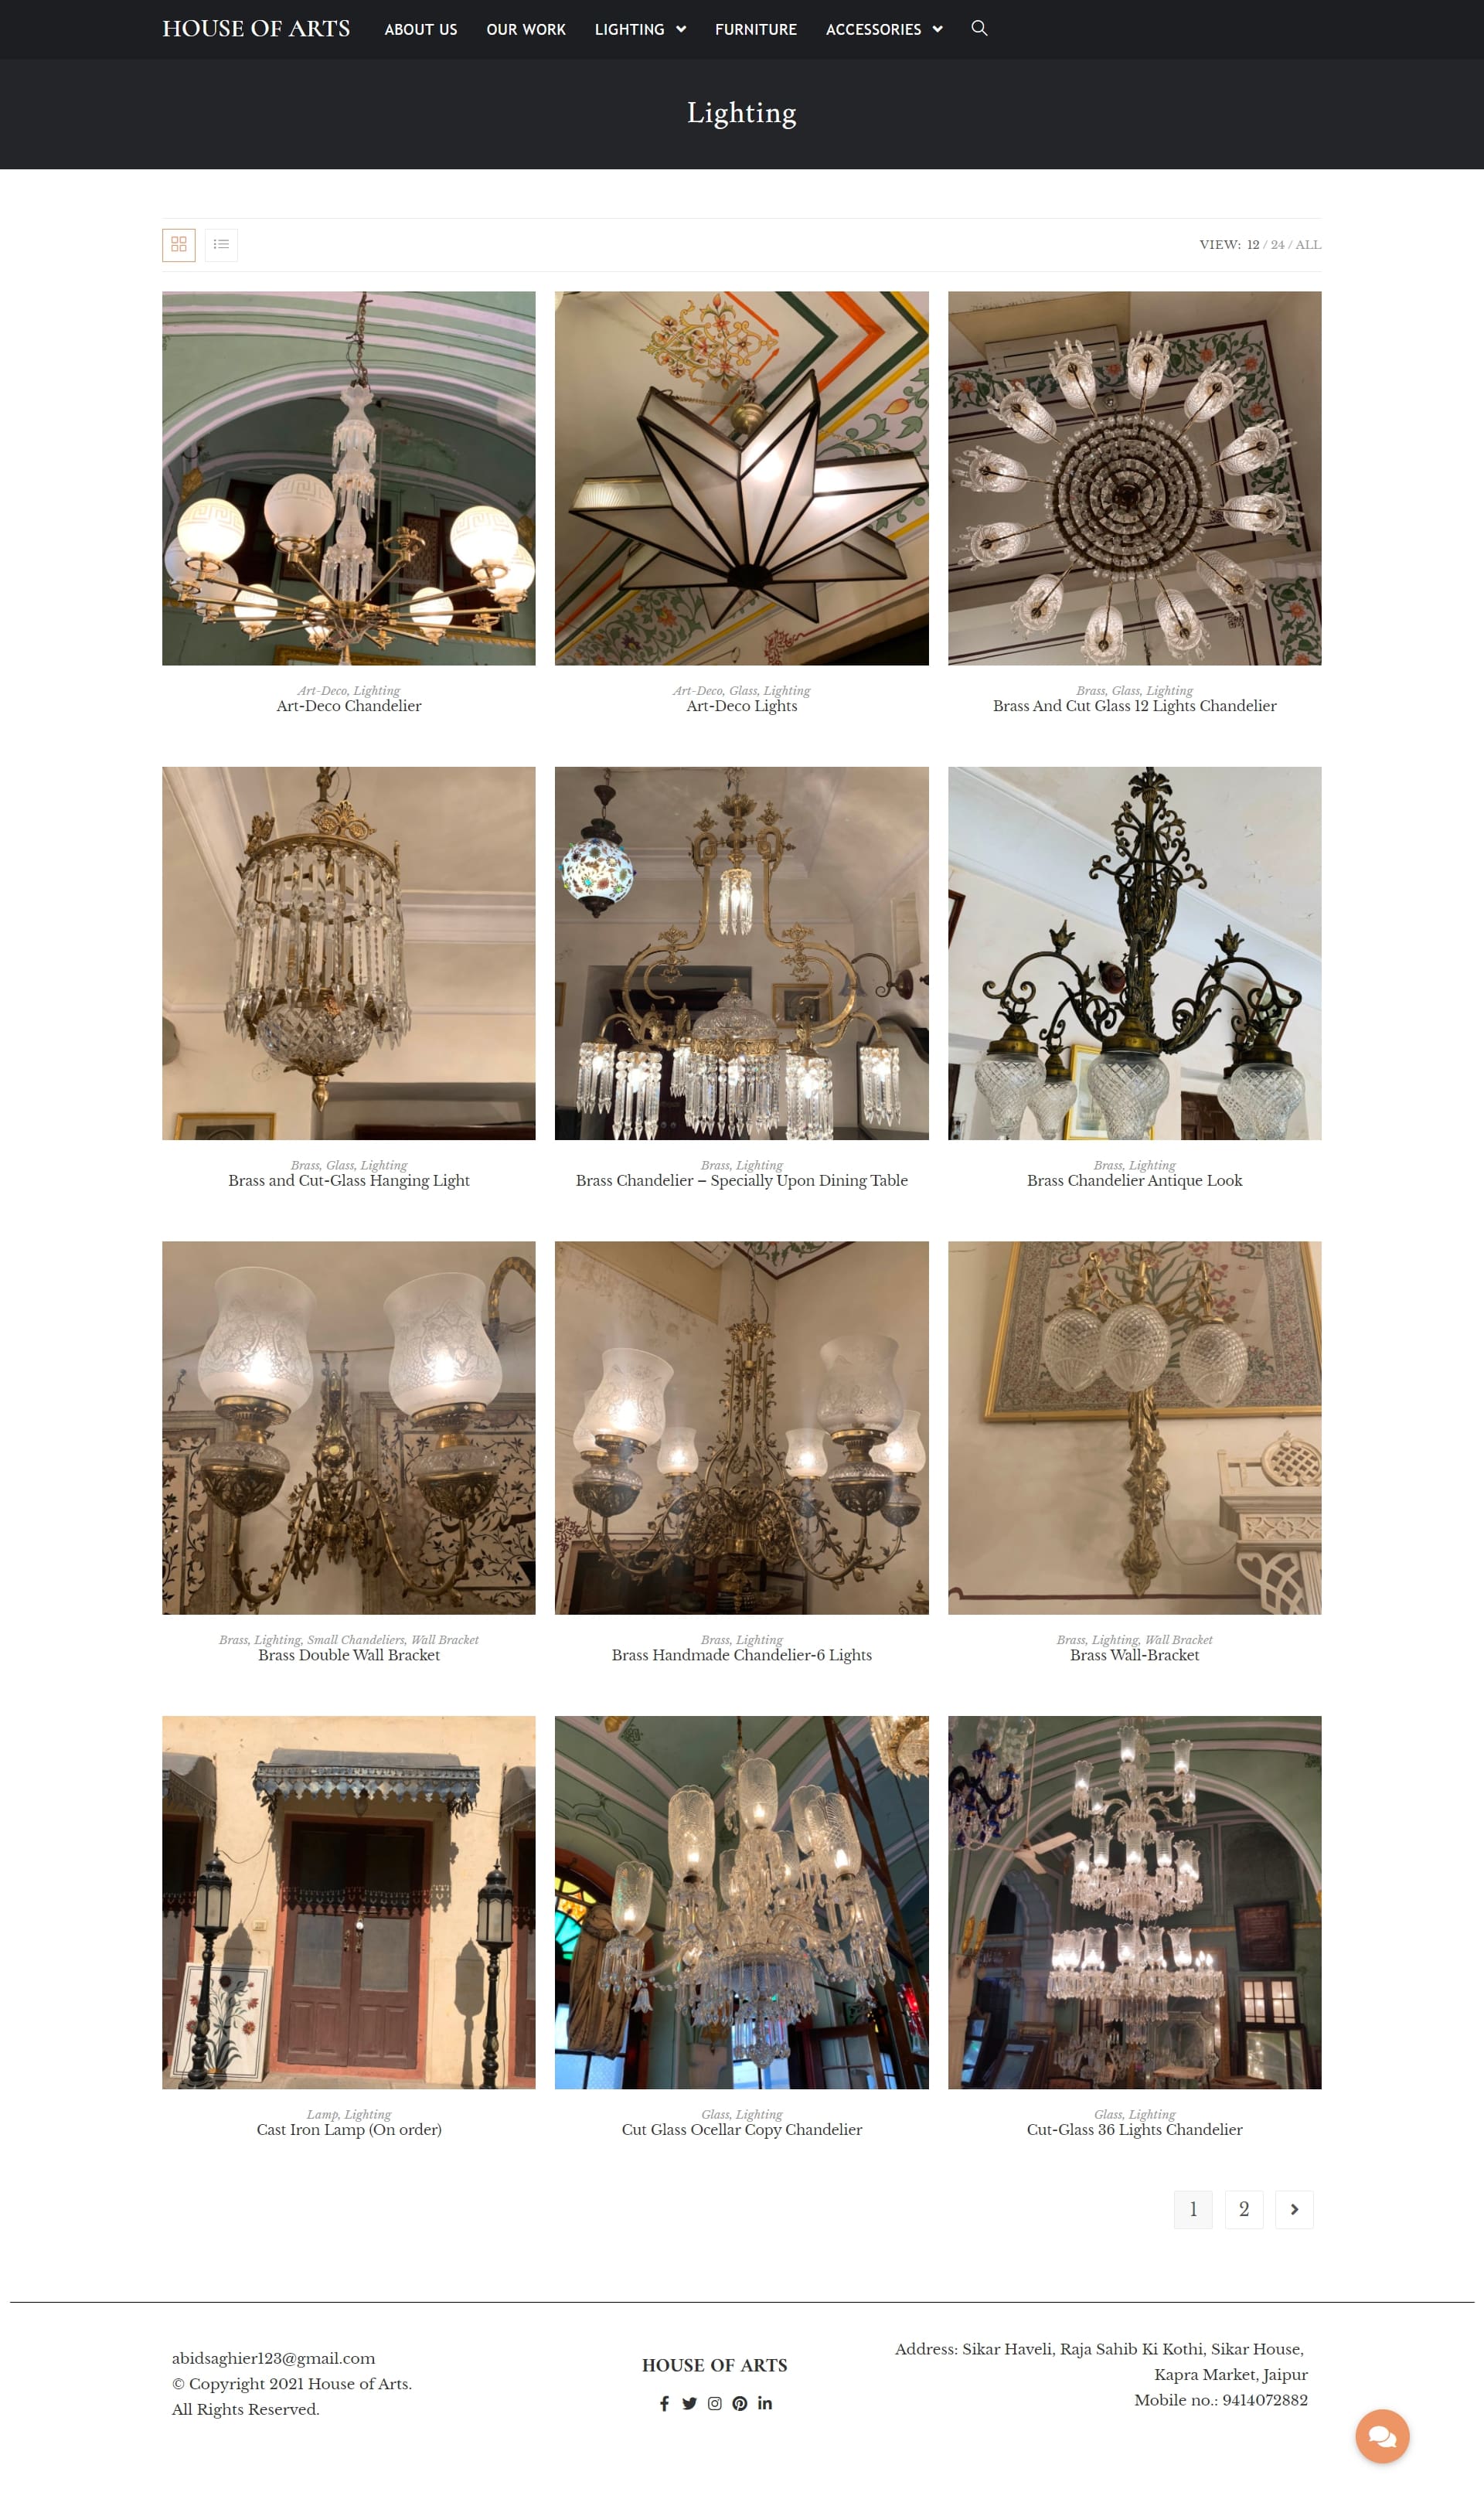 HOUSE OF ARTS ABOUT US OUR WORK LIGHTING FURNITURE ACCESSORIES
Lighting
VIEW: 12 / 24 / ALL
Art-Deco, Lighting
Art-Deco Chandelier
Art-Deco, Glass, Lighting
Art-Deco Lights
Brass, Glass, Lighting
Brass And Cut Glass 12 Lights Chandelier
Brass, Glass, Lighting
Brass and Cut-Glass Hanging Light
Brass, Lighting
Brass Chandelier – Specially Upon Dining Table
Brass, Lighting
Brass Chandelier Antique Look
Brass, Lighting, Small Chandeliers, Wall Bracket
Brass Double Wall Bracket
Brass, Lighting
Brass Handmade Chandelier-6 Lights
Brass, Lighting, Wall Bracket
Brass Wall-Bracket
Lamp, Lighting
Cast Iron Lamp (On order)
Glass, Lighting
Cut Glass Ocellar Copy Chandelier
Glass, Lighting
Cut-Glass 36 Lights Chandelier
1 2
abidsaghier123@gmail.com
© Copyright 2021 House of Arts.
All Rights Reserved.
HOUSE OF ARTS
Address: Sikar Haveli, Raja Sahib Ki Kothi, Sikar House,
Kapra Market, Jaipur
Mobile no.: 9414072882